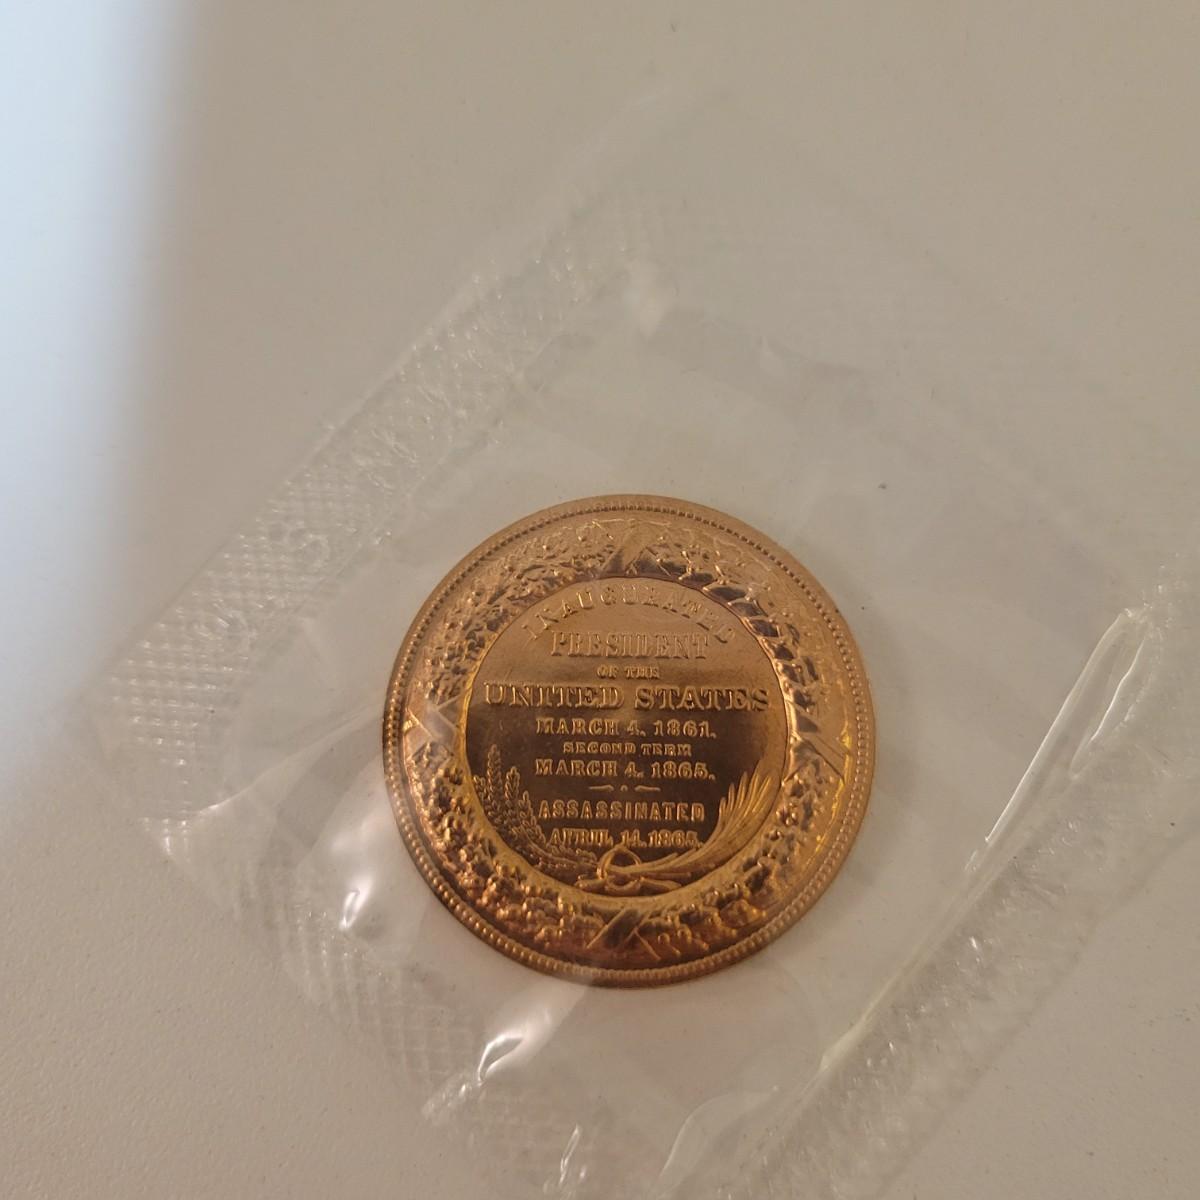 INAUGURATED
PRESIDENT
OF THE
UNITED STATES
MARCH 4. 1861.
SECOND TERM
MARCH 4. 1865.
ASSASSINATED
APRIL 14. 1865.